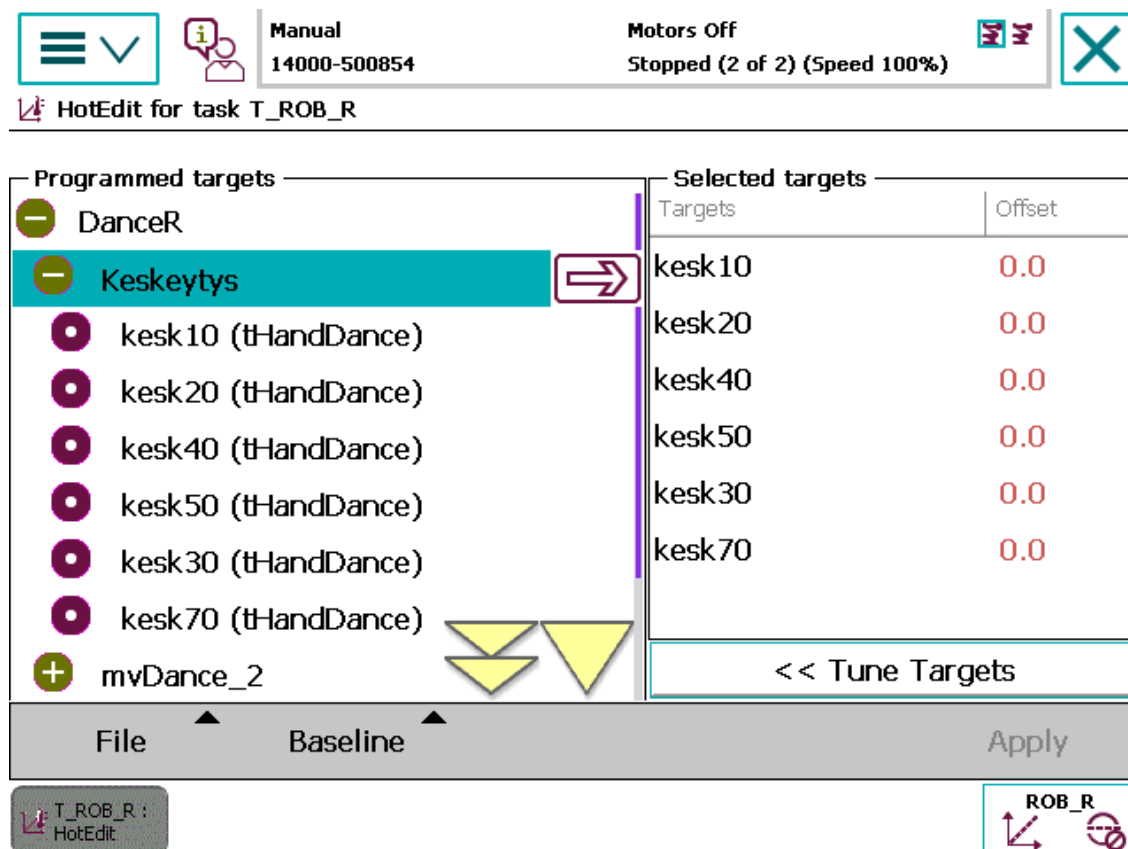 Manual
14000-500854
Motors Off
Stopped (2 of 2) (Speed 100%)
HotEdit for task T_ROB_R
Programmed targets
DanceR
Keskeytys
kesk10 (tHandDance)
kesk20 (tHandDance)
kesk40 (tHandDance)
kesk50 (tHandDance)
kesk30 (tHandDance)
kesk70 (tHandDance)
mvDance_2
Selected targets
Targets Offset
kesk10 0.0
kesk20 0.0
kesk40 0.0
kesk50 0.0
kesk30 0.0
kesk70 0.0
<< Tune Targets
File Baseline Apply
T_ROB_R :
HotEdit
ROB_R